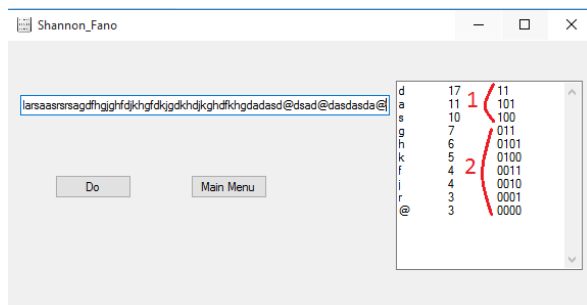 Shannon_Fano
larsaasrsrsagdfhgjghfdjkhgfdkjgdkhdjkghdfkhgdadasd@dsad@dasdasda@
d 17 11
a 11 1 101
s 10 100
g 7 011
h 6 0101
k 5 0100
f 4 2 0011
j 4 0010
r 3 0001
@ 3 0000
Do Main Menu